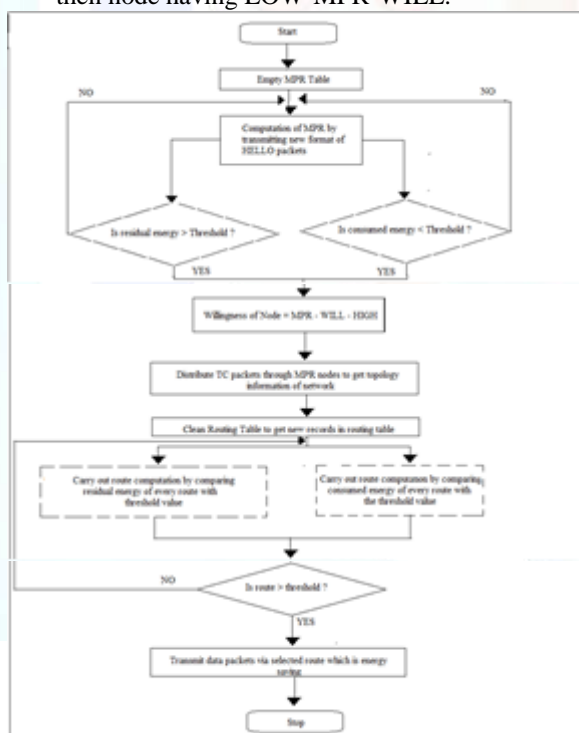 then node having LOW-MPR-WILL.
Start
Empty MPR Table
NO
NO
Computation of MPR by
transmitting new format of
HELLO packets
Is residual energy > Threshold ?
Is consumed energy < Threshold ?
YES
YES
Willingness of Node = MPR - WILL - HIGH
Distribute TC packets through MPR nodes to get topology
information of network
Clean Routing Table to get new records in routing table
Carry out route computation by comparing
residual energy of every route with
threshold value
Carry out route computation by comparing
consumed energy of every route with
the threshold value
NO
Is route > threshold ?
YES
Transmit data packets via selected route which is energy
saving
Stop